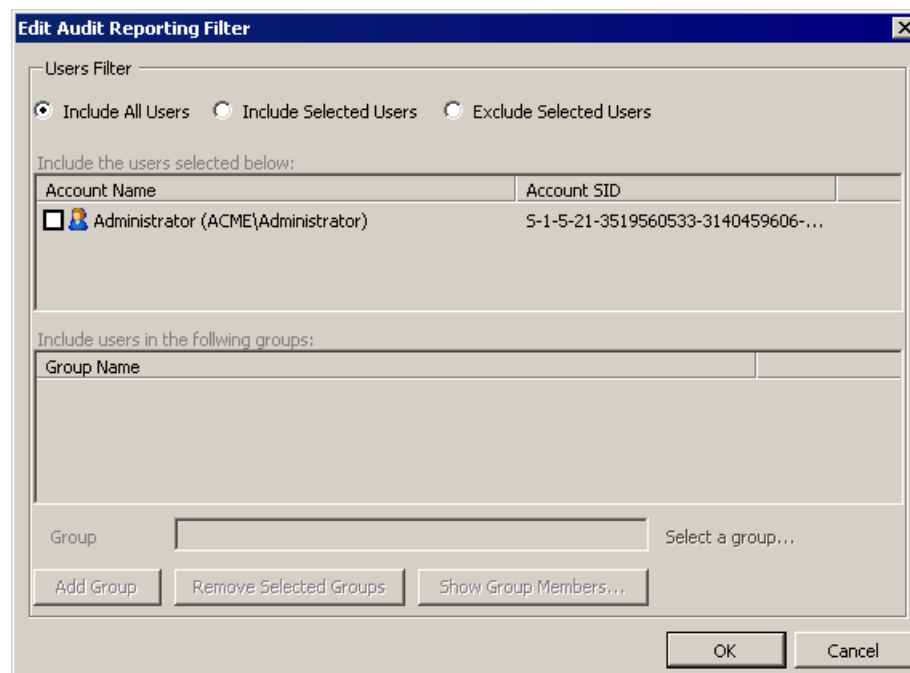 Edit Audit Reporting Filter
Users Filter
Include All Users Include Selected Users Exclude Selected Users
Include the users selected below:
Account Name Account SID
Administrator (ACME\Administrator) S-1-5-21-3519560533-3140459606-...
Include users in the follwing groups:
Group Name
Group Select a group...
Add Group Remove Selected Groups Show Group Members...
OK Cancel